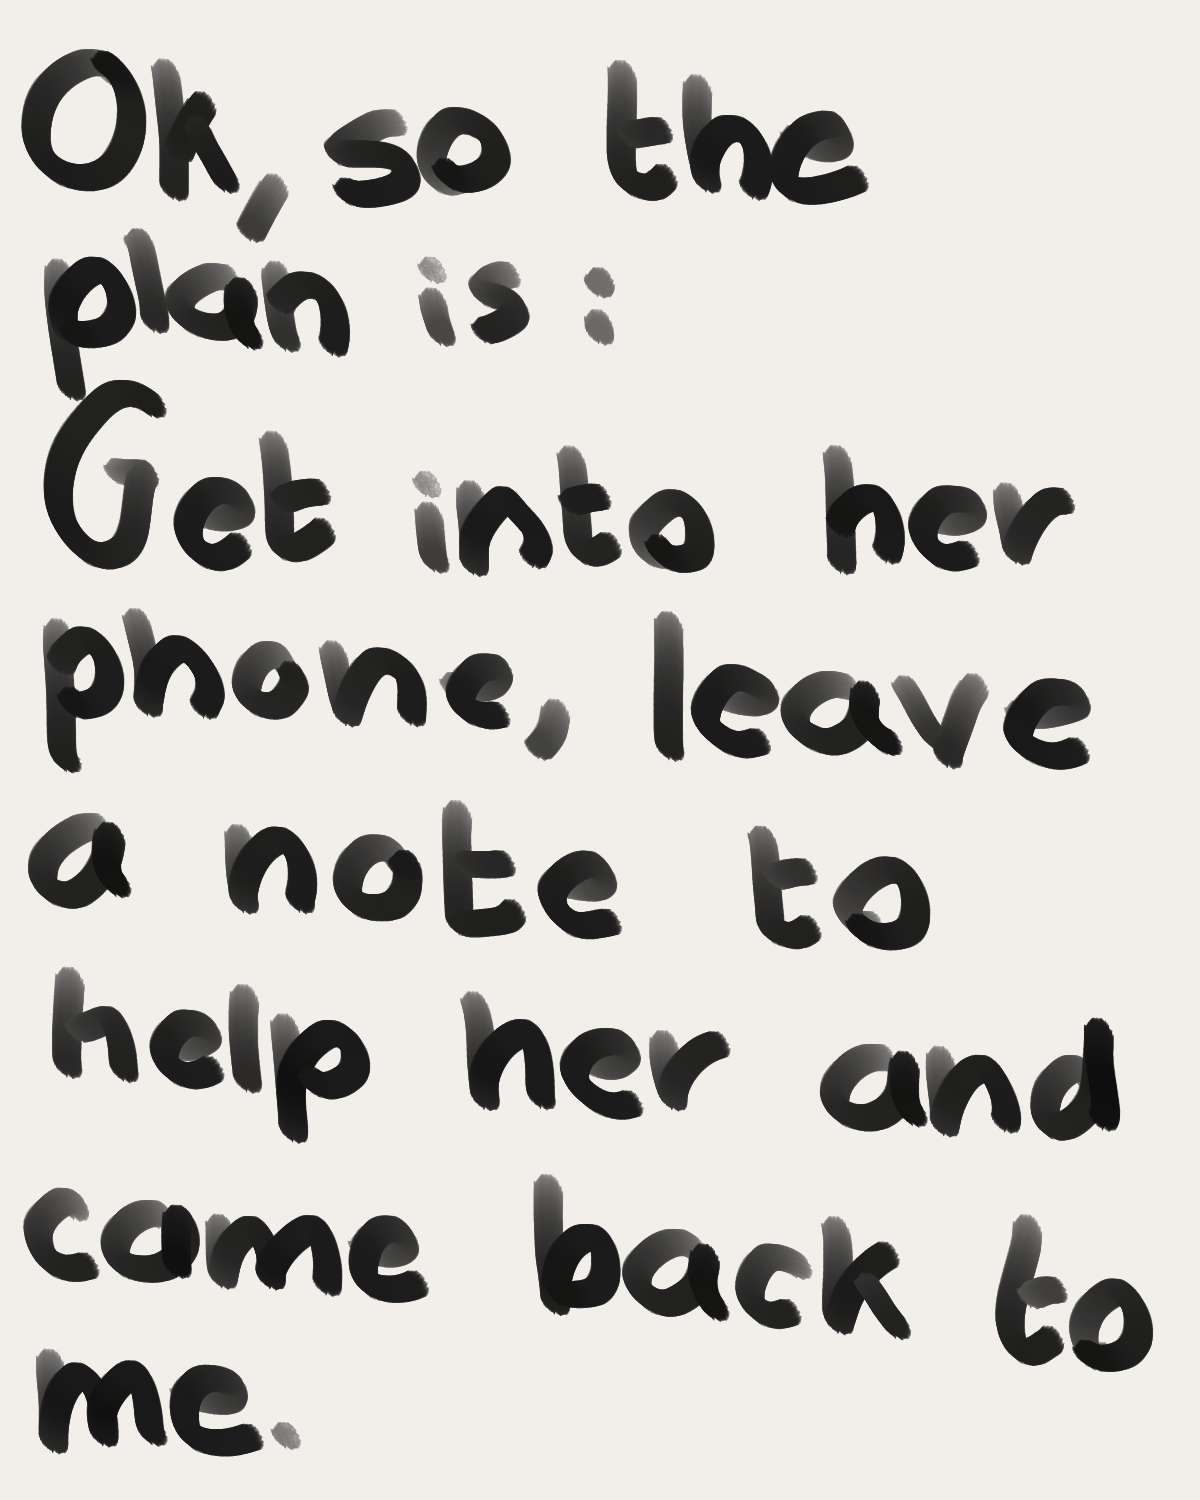 Ok, so the
plan is :
Get into her
phone, leave
a note to
help her and
came back to
me.